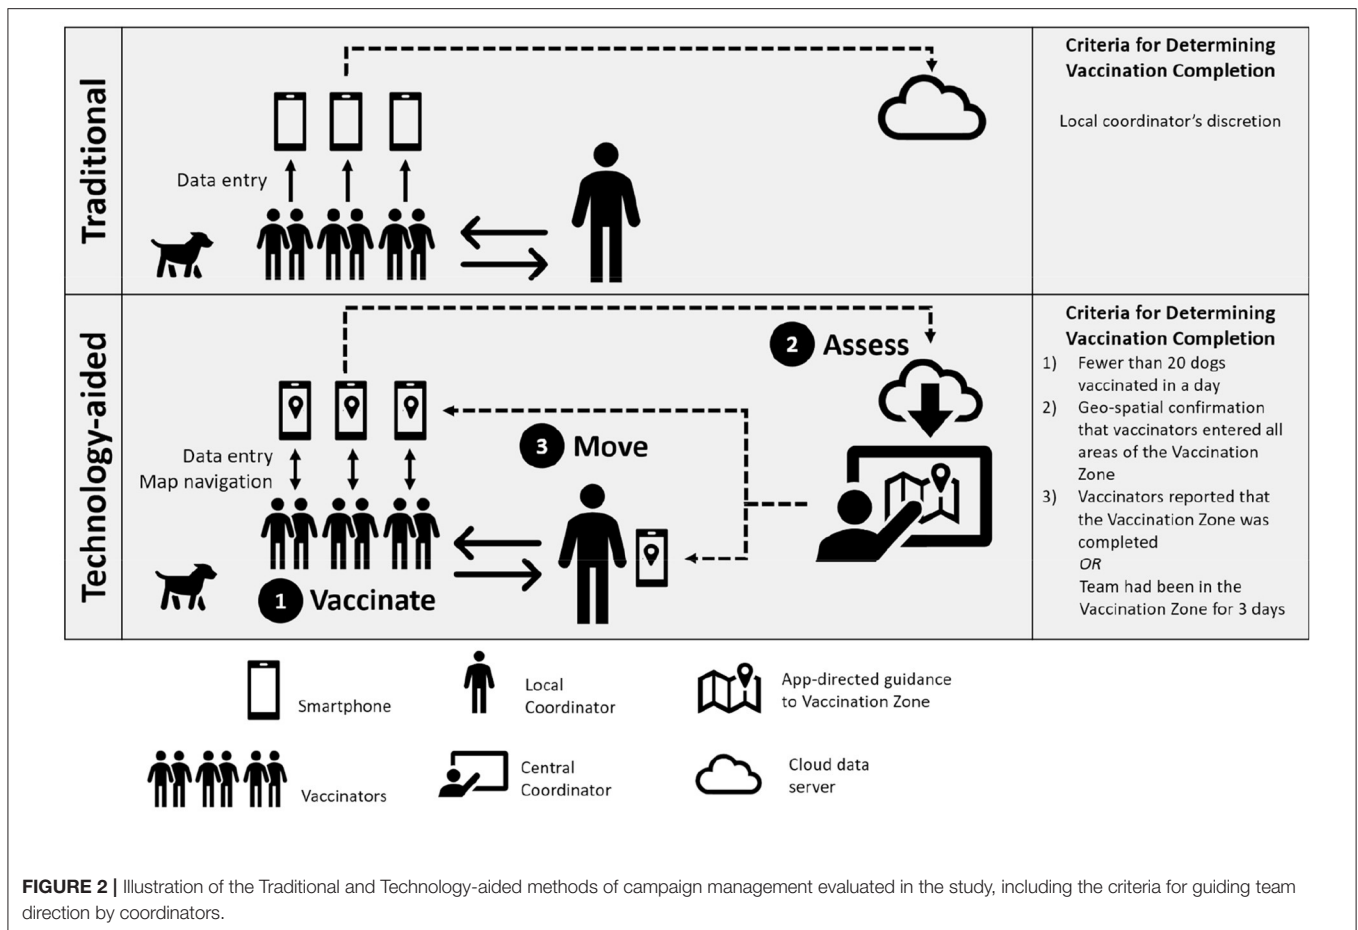 Traditional
Data entry
Criteria for Determining
Vaccination Completion
Local coordinator's discretion
Technology-aided
Data entry
Map navigation
1 Vaccinate
2 Assess
3 Move
Criteria for Determining
Vaccination Completion
1) Fewer than 20 dogs
vaccinated in a day
2) Geo-spatial confirmation
that vaccinators entered all
areas of the Vaccination
Zone
3) Vaccinators reported that
the Vaccination Zone was
completed
OR
Team had been in the
Vaccination Zone for 3 days
Smartphone
Local
Coordinator
App-directed guidance
to Vaccination Zone
Vaccinators
Central
Coordinator
Cloud data
server
FIGURE 2 | Illustration of the Traditional and Technology-aided methods of campaign management evaluated in the study, including the criteria for guiding team
direction by coordinators.